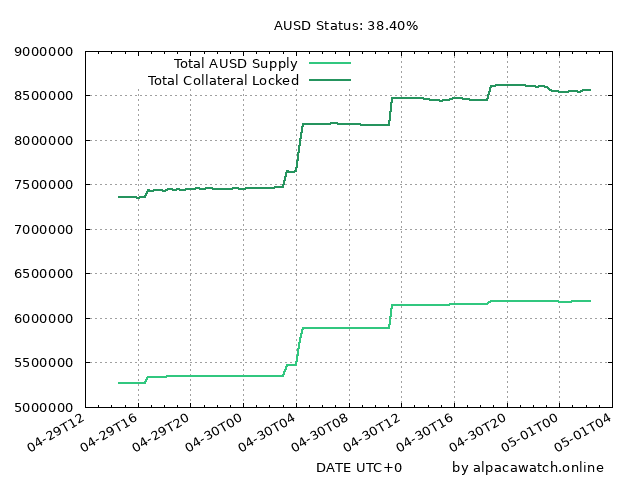 AUSD Status: 38.40%
9000000
Total AUSD Supply
Total Collateral Locked
8500000
8000000
7500000
7000000
6500000
6000000
5500000
5000000
04-29T12
04-29T16
04-29T20
04-30T00
04-30T04
04-30T08
04-30T12
04-30T16
04-30T20
05-01T00
05-01T04
DATE UTC+0
by alpacawatch.online